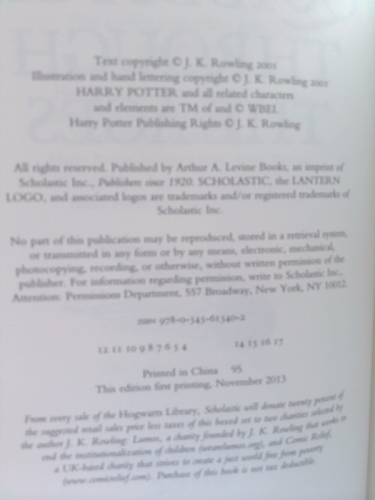 Text copyright © J. K. Rowling 2001
Illustration and hand lettering copyright © J. K. Rowling 2001
HARRY POTTER and all related characters
and elements are TM of and © WBEI.
Harry Potter Publishing Rights © J. K. Rowling
All rights reserved. Published by Arthur A. Levine Books, an imprint of
Scholastic Inc., Publishers since 1920. SCHOLASTIC, the LANTERN
LOGO, and associated logos are trademarks and/or registered trademarks of
Scholastic Inc.
No part of this publication may be reproduced, stored in a retrieval system,
or transmitted in any form or by any means, electronic, mechanical,
photocopying, recording, or otherwise, without written permission of the
publisher. For information regarding permission, write to Scholastic Inc.,
Attention: Permissions Department, 557 Broadway, New York, NY 10012.
ISBN 978-0-545-61540-2
12 11 10 9 8 7 6 5 4 14 15 16 17
Printed in China 95
This edition first printing, November 2013
From every sale of the Hogwarts Library, Scholastic will donate twenty percent of
the suggested retail sales price less taxes of this boxed set to two charities selected by
the author J. K. Rowling: Lumos, a charity founded by J. K. Rowling that works to
end the institutionalization of children (wearelumos.org), and Comic Relief,
a UK-based charity that strives to create a just world free from poverty
(www.comicrelief.com). Purchase of this book is not tax deductible.